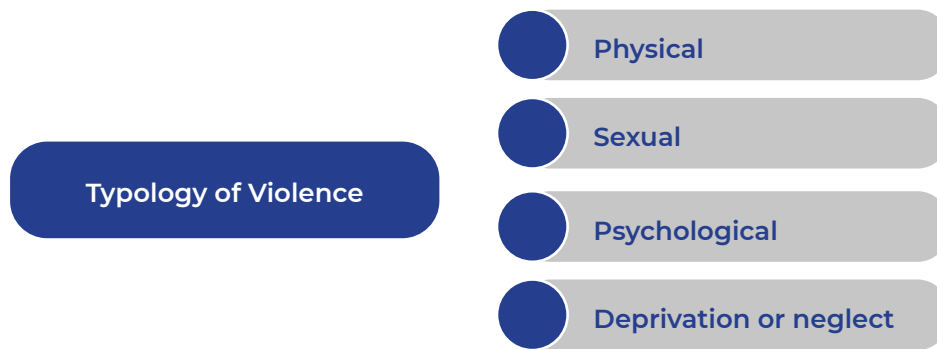 Typology of Violence
Physical
Sexual
Psychological
Deprivation or neglect